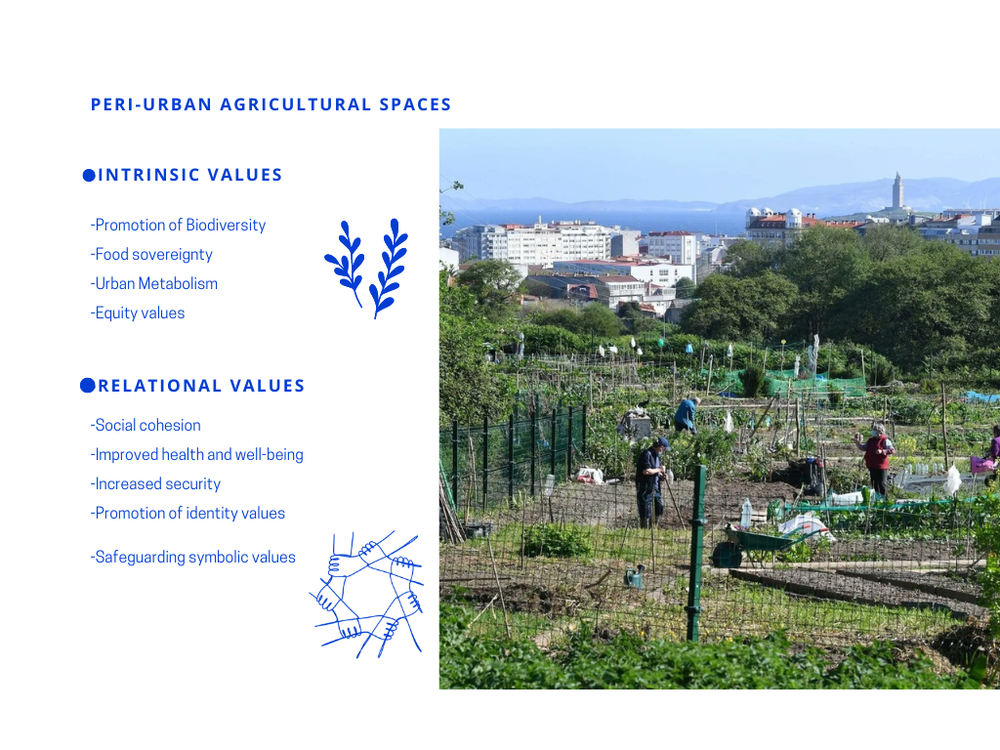 PERI-URBAN AGRICULTURAL SPACES
INTRINSIC VALUES
-Promotion of Biodiversity
-Food sovereignty
-Urban Metabolism
-Equity values
RELATIONAL VALUES
-Social cohesion
-Improved health and well-being
-Increased security
-Promotion of identity values
-Safeguarding symbolic values